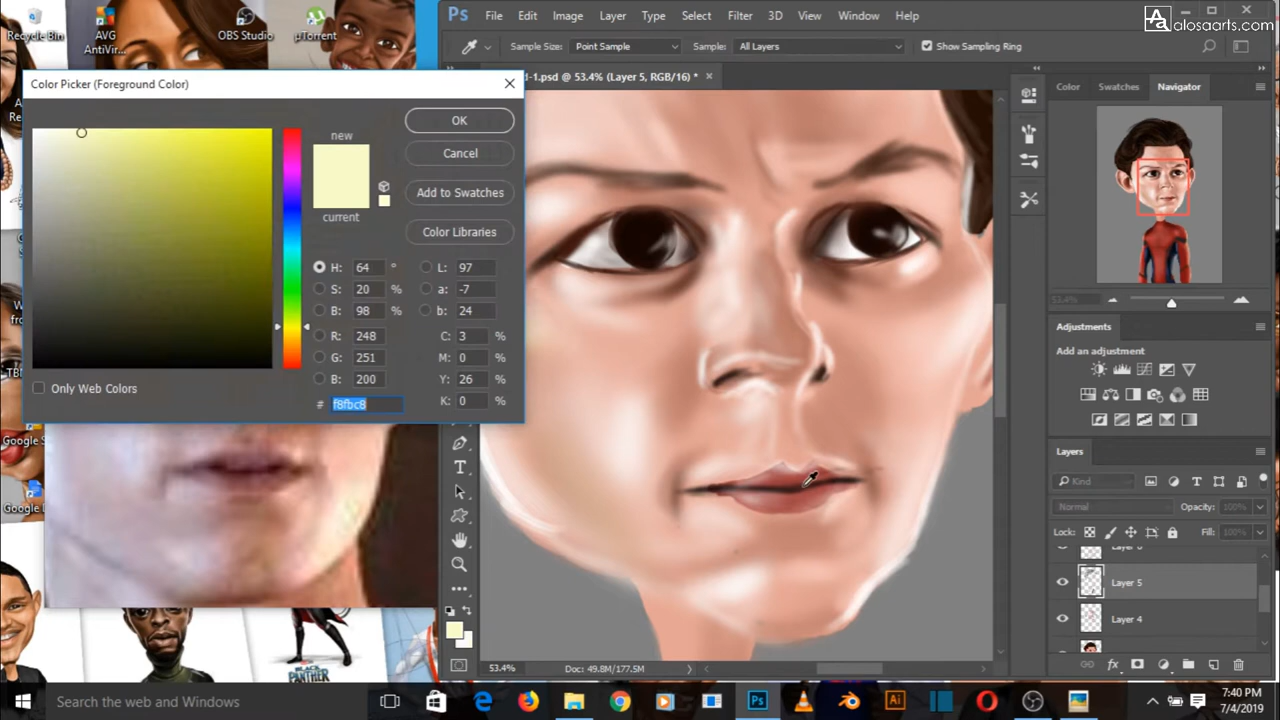 Recycle Bin
AVG
AntiVir...
OBS Studio
µTorrent
Google S
Google D
BLACK
PANTHER
Color Picker (Foreground Color)
new
current
OK
Cancel
Add to Swatches
Color Libraries
H: 64 °
S: 20 %
B: 98 %
R: 248
G: 251
B: 200
# f8fbc8
L: 97
a: -7
b: 24
C: 3 %
M: 0 %
Y: 26 %
K: 0 %
Only Web Colors
Ps File Edit Image Layer Type Select Filter 3D View Window Help
Alosaarts.com
Sample Size: Point Sample Sample: All Layers Show Sampling Ring
d-1.psd @ 53.4% (Layer 5, RGB/16) *
Color Swatches Navigator
53.4%
Adjustments
Add an adjustment
Layers
Kind
Normal Opacity: 100%
Lock: Fill: 100%
Layer 5
Layer 4
53.4% Doc: 49.8M/177.5M
Search the web and Windows
Ps
Ai
7:40 PM
7/4/2019